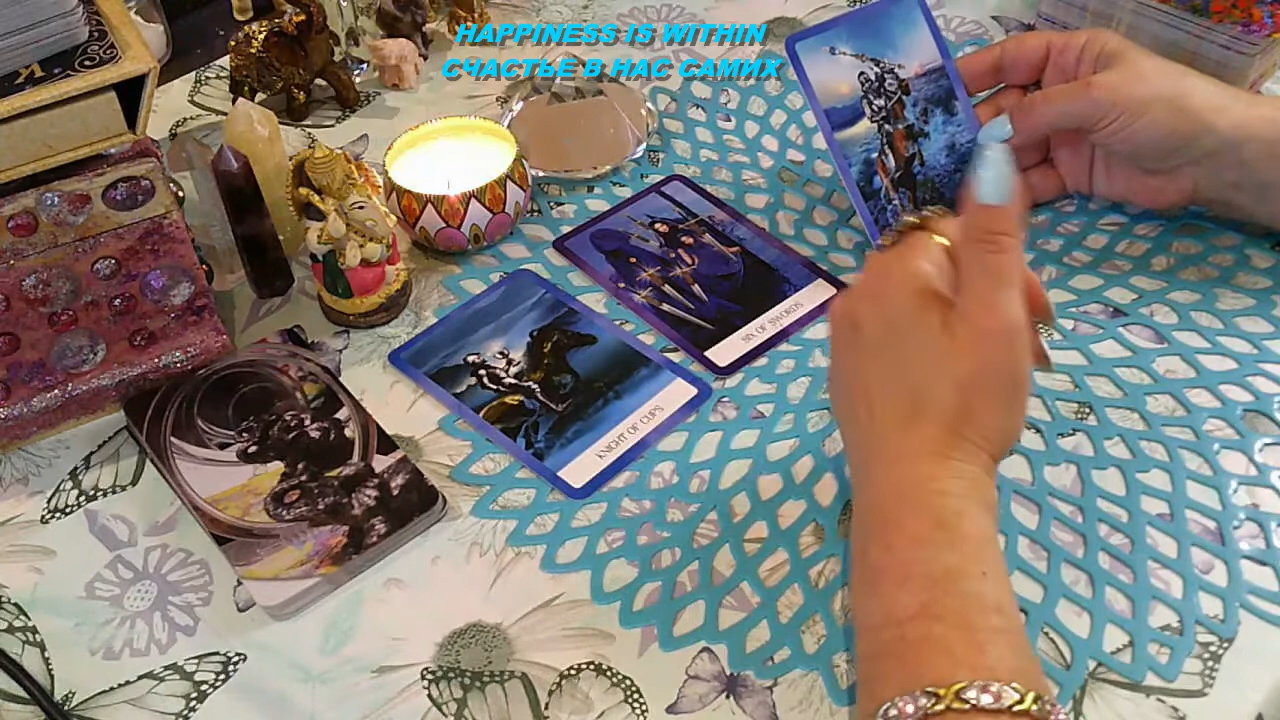 HAPPINESS IS WITHIN
СЧАСТЬЕ В НАС САМИХ
SIX OF SWORDS
KNIGHT OF CUPS